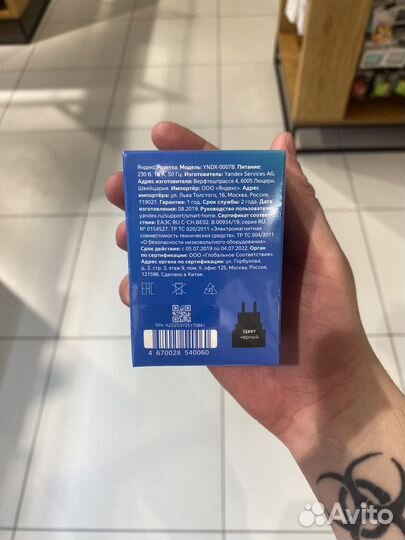 Яндекс Розетка. Модель: YNDX-0007B. Питание:
230 В, 16 А, 50 Гц. Изготовитель: Yandex Services AG.
Адрес изготовителя: Верфтештрассе 4, 6005 Люцерн,
Швейцария. Импортёр: ООО «Яндекс». Адрес
импортёра: ул. Льва Толстого, 16, Москва, Россия,
119021. Гарантия: 1 год. Срок службы: 2 года. Дата
изготовления: 08.2019. Руководство пользователя:
yandex.ru/support/smart-home. Сертификат соответ-
ствия: ЕАЭС RU С-CH.БЕ02.В.00934/19, серия RU
№ 0154527. ТР ТС 020/2011 «Электромагнитная
совместимость технических средств», ТР ТС 004/2011
«О безопасности низковольтного оборудования».
Срок действия: с 05.07.2019 по 04.07.2022. Орган
по сертификации: ООО «Глобальное Соответствие».
Адрес органа по сертификации: ул. Горбунова,
д. 2, стр. 3, этаж 9, пом. II, офис 125, Москва, Россия,
121596. Сделано в Китае.
EAC
Цвет
черный
4 670028 540060
Avito